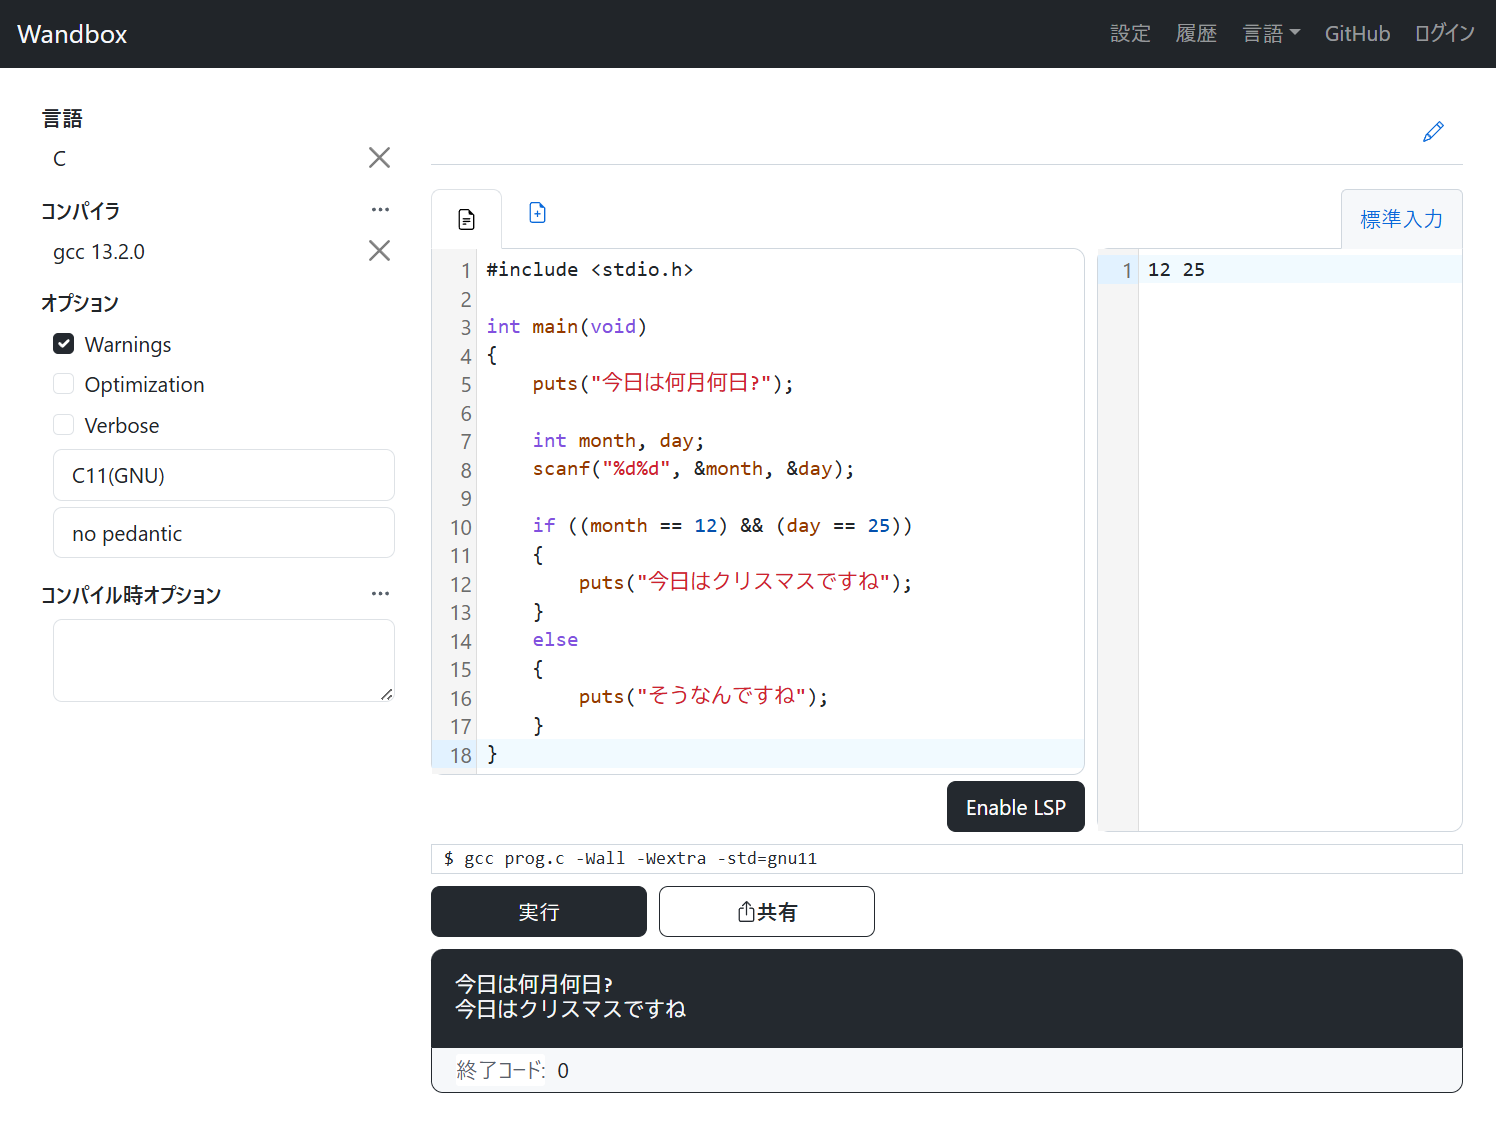 Wandbox
設定 履歴 言語 GitHub ログイン
言語
C
コンパイラ
gcc 13.2.0
オプション
Warnings
Optimization
Verbose
C11(GNU)
no pedantic
コンパイル時オプション
標準入力
1 #include <stdio.h>
2
3 int main(void)
4 {
5     puts("今日は何月何日?");
6
7     int month, day;
8     scanf("%d%d", &month, &day);
9
10     if ((month == 12) && (day == 25))
11     {
12         puts("今日はクリスマスですね");
13     }
14     else
15     {
16         puts("そうなんですね");
17     }
18 }
1 12 25
Enable LSP
$ gcc prog.c -Wall -Wextra -std=gnu11
実行
共有
今日は何月何日?
今日はクリスマスですね
終了コード: 0